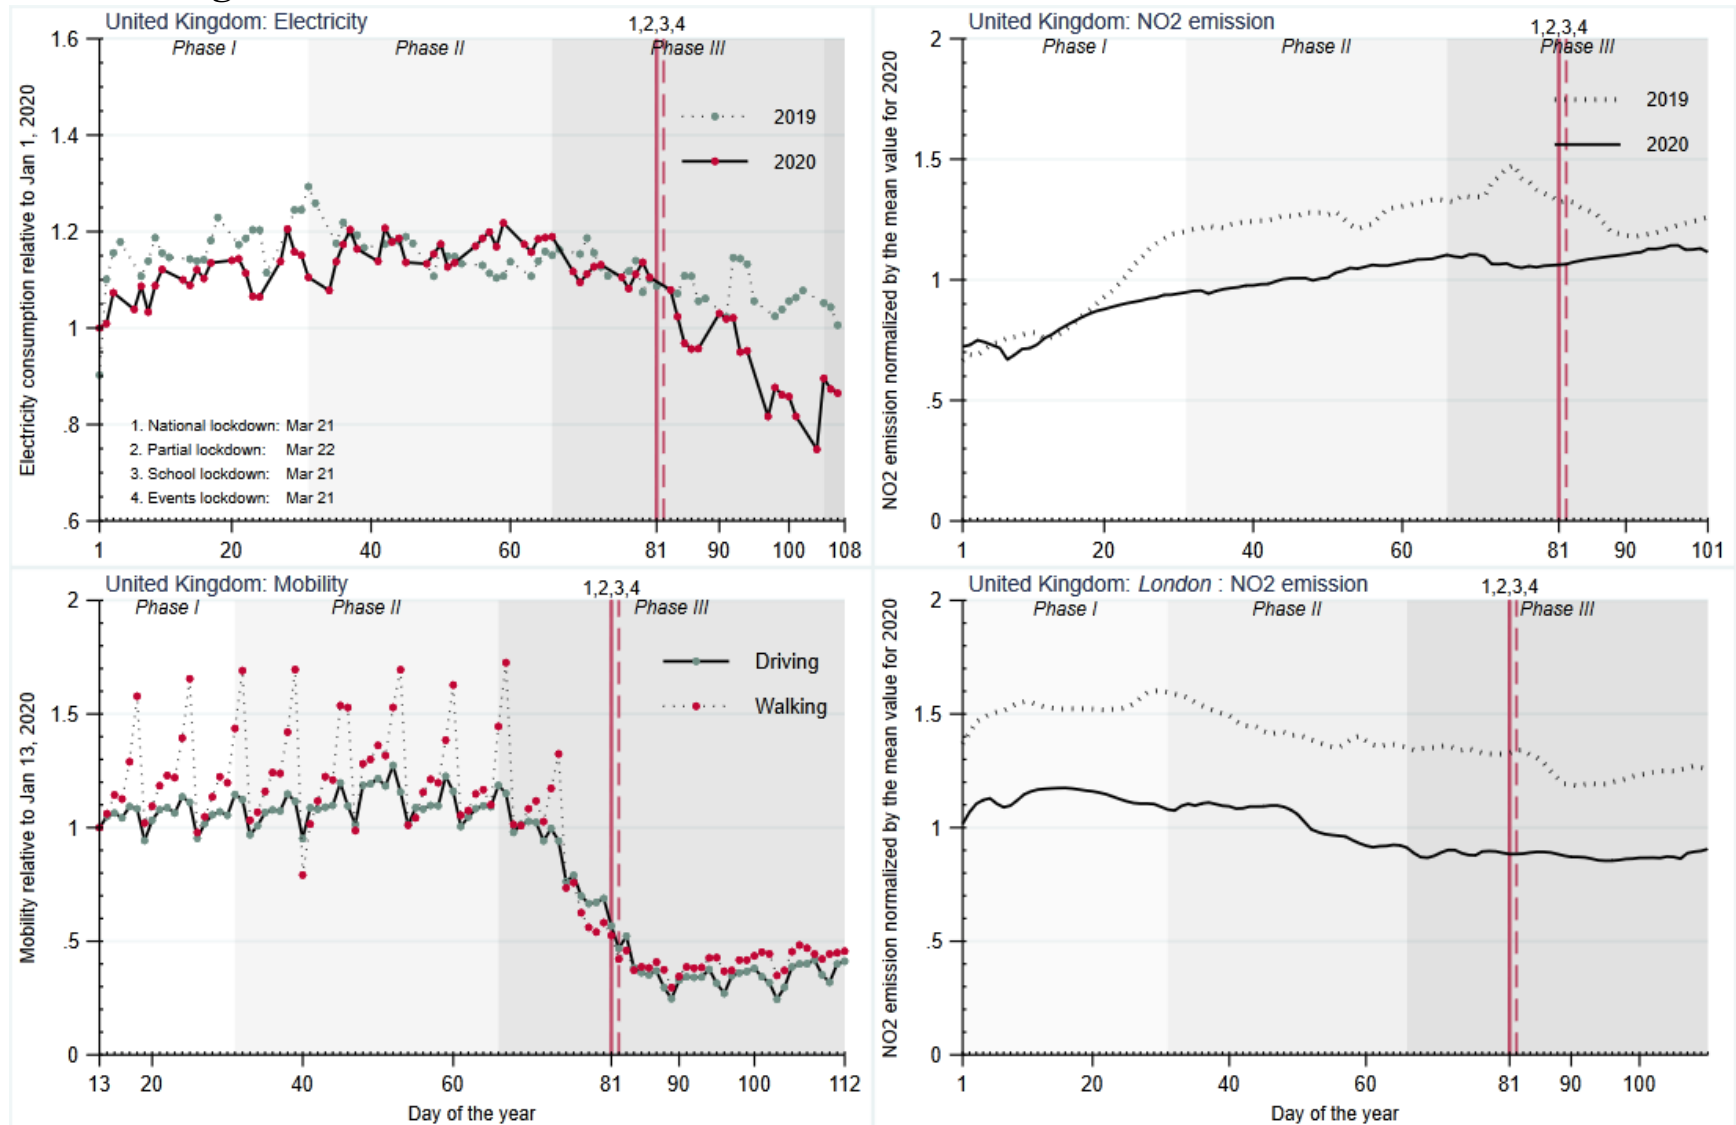 United Kingdom: Electricity
1,2,3,4
Phase I
Phase II
Phase III
Electricity consumption relative to Jan 1, 2020
1.6
1.4
1.2
1
.8
.6
2019
2020
1. National lockdown: Mar 21
2. Partial lockdown: Mar 22
3. School lockdown: Mar 21
4. Events lockdown: Mar 21
1 20 40 60 81 90 100 108
United Kingdom: NO2 emission
1,2,3,4
Phase I
Phase II
Phase III
NO2 emission normalized by the mean value for 2020
2
1.5
1
.5
0
2019
2020
1 20 40 60 81 90 101
United Kingdom: Mobility
1,2,3,4
Phase I
Phase II
Phase III
Mobility relative to Jan 13, 2020
2
1.5
1
.5
0
Driving
Walking
13 20 40 60 81 90 100 112
Day of the year
United Kingdom: London : NO2 emission
1,2,3,4
Phase I
Phase II
Phase III
NO2 emission normalized by the mean value for 2020
2
1.5
1
.5
0
1 20 40 60 81 90 100
Day of the year